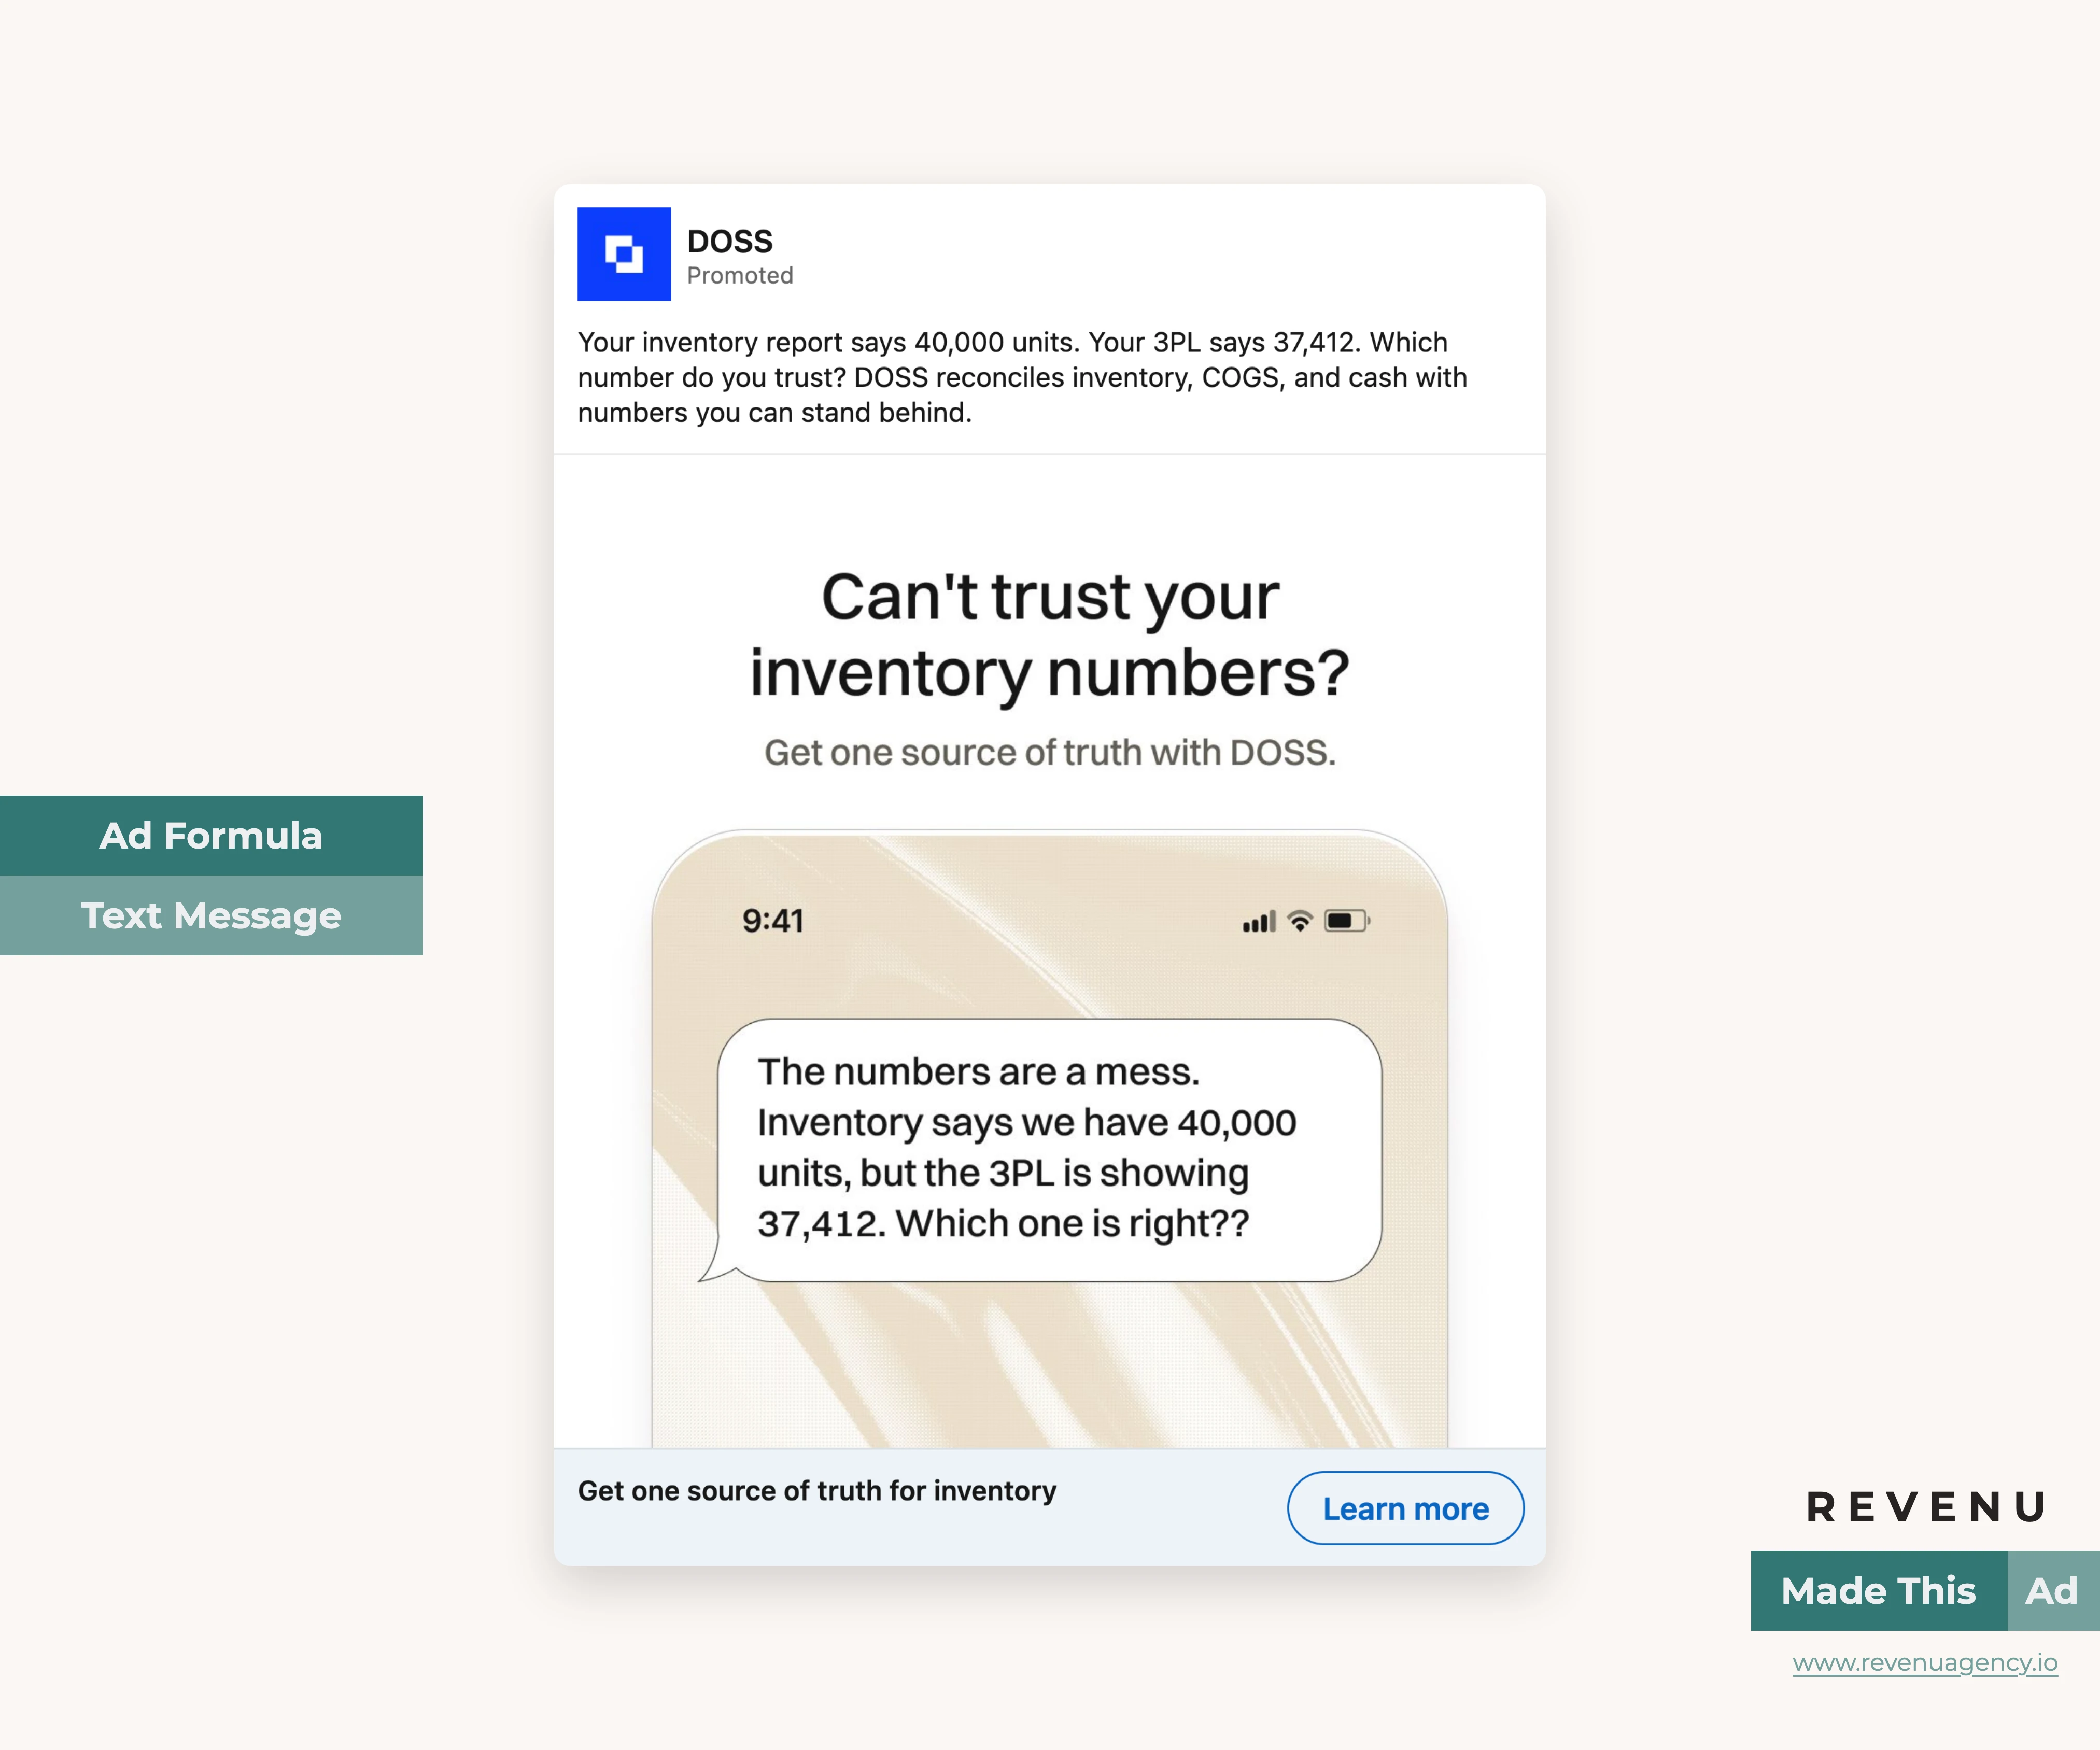 DOSS
Promoted
Your inventory report says 40,000 units. Your 3PL says 37,412. Which
number do you trust? DOSS reconciles inventory, COGS, and cash with
numbers you can stand behind.
Can't trust your
inventory numbers?
Get one source of truth with DOSS.
Ad Formula
Text Message
9:41
The numbers are a mess.
Inventory says we have 40,000
units, but the 3PL is showing
37,412. Which one is right??
Get one source of truth for inventory
Learn more
REVENU
Made This Ad
www.revenuagency.io